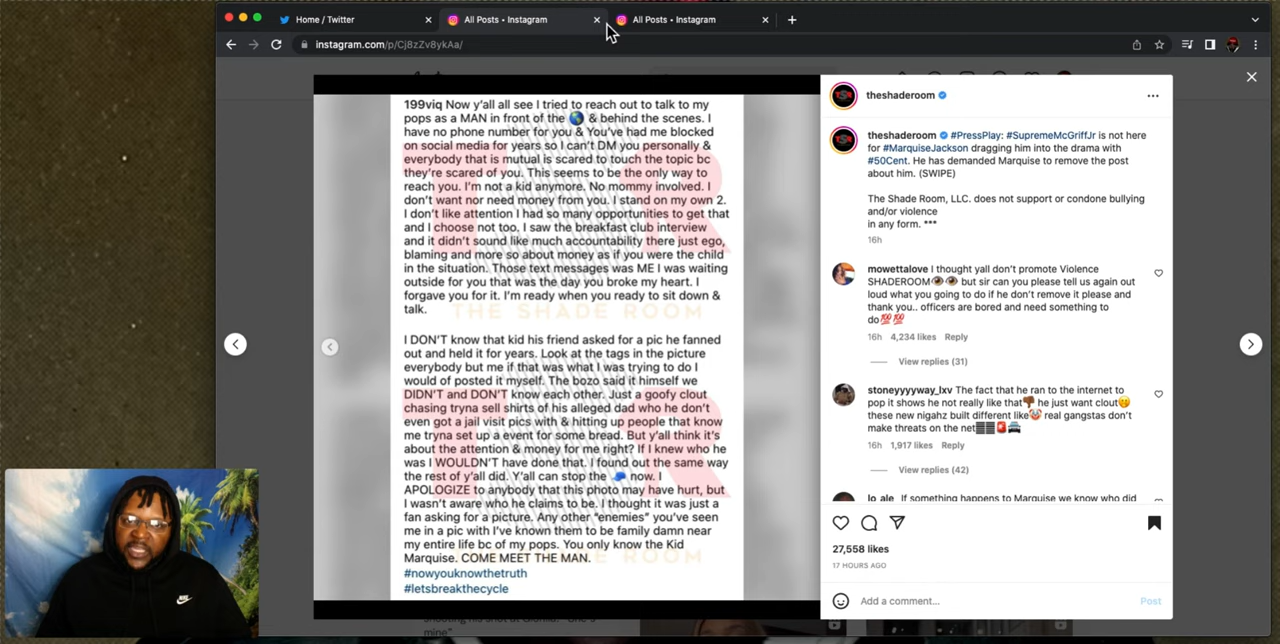 Home / Twitter
All Posts • Instagram
All Posts • Instagram
instagram.com/p/Cj8zZv8ykAa/
199viq Now y'all all see I tried to reach out to talk to my
pops as a MAN in front of the 🌎 & behind the scenes. I
have no phone number for you & You've had me blocked
on social media for years so I can't DM you personally &
everybody that is mutual is scared to touch the topic bc
they're scared of you. This seems to be the only way to
reach you. I'm not a kid anymore. No mommy involved. I
don't want nor need money from you. I stand on my own 2.
I don't like attention I had so many opportunities to get that
and I choose not too. I saw the breakfast club interview
and it didn't sound like much accountability there just ego,
blaming and more so about money as if you were the child
in the situation. Those text messages was ME I was waiting
outside for you that was the day you broke my heart. I
forgave you for it. I'm ready when you ready to sit down &
talk.
THE SHADE ROOM
I DON'T know that kid his friend asked for a pic he fanned
out and held it for years. Look at the tags in the picture
everybody but me if that was what I was trying to do I
would of posted it myself. The bozo said it himself we
DIDN'T and DON'T know each other. Just a goofy clout
chasing tryna sell shirts of his alleged dad who he don't
even got a jail visit pics with & hitting up people that know
me tryna set up a event for some bread. But y'all think it's
about the attention & money for me right? If I knew who he
was I WOULDN'T have done that. I found out the same way
the rest of y'all did. Y'all can stop the 🧢 now. I
APOLOGIZE to anybody that this photo may have hurt, but
I wasn't aware who he claims to be. I thought it was just a
fan asking for a picture. Any other “enemies” you've seen
me in a pic with I've known them to be family damn near
my entire life bc of my pops. You only know the Kid
Marquise. COME MEET THE MAN.
#nowyouknowthetruth
#letsbreakthecycle
theshaderoom
theshaderoom #PressPlay: #SupremeMcGriffJr is not here
for #MarquiseJackson dragging him into the drama with
#50Cent. He has demanded Marquise to remove the post
about him. (SWIPE)
The Shade Room, LLC. does not support or condone bullying
and/or violence
in any form. ***
16h
mowettalove I thought yall don't promote Violence
SHADEROOM👁️👁️ but sir can you please tell us again out
loud what you going to do if he don't remove it please and
thank you.. officers are bored and need something to
do💯💯
16h 4,234 likes Reply
View replies (31)
stoneyyyyway_lxv The fact that he ran to the internet to
pop it shows he not really like that👎🏾 he just want clout🤫
these new nigahz built different like🤡 real gangstas don't
make threats on the net🚨🚔
16h 1,917 likes Reply
View replies (42)
lo_ale_ If something happens to Marquise we know who did
27,558 likes
17 HOURS AGO
Add a comment...
Post
mine"